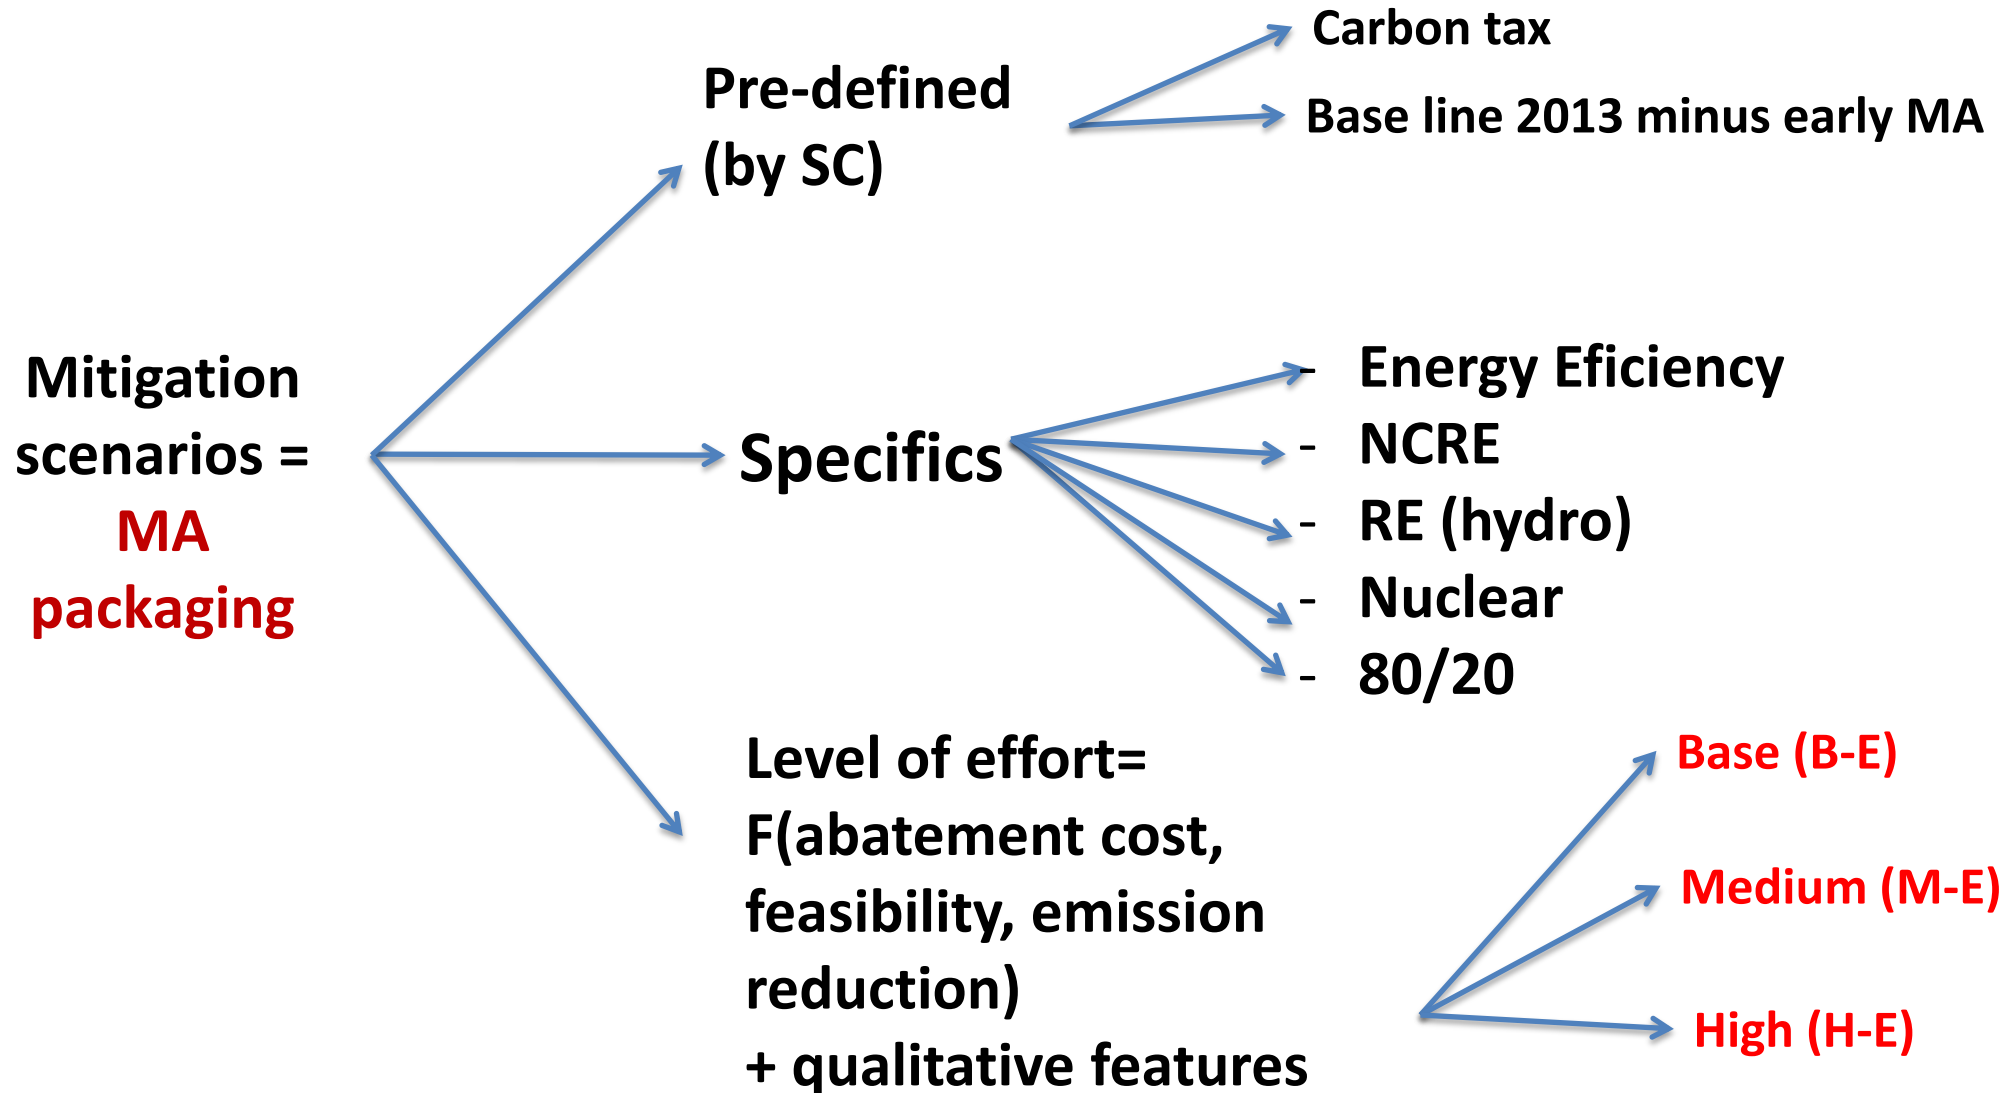 Carbon tax
Pre-defined
(by SC)
Base line 2013 minus early MA
Mitigation
scenarios =
MA
packaging
Specifics
- Energy Eficiency
- NCRE
- RE (hydro)
- Nuclear
- 80/20
Level of effort=
F(abatement cost,
feasibility, emission
reduction)
+ qualitative features
Base (B-E)
Medium (M-E)
High (H-E)